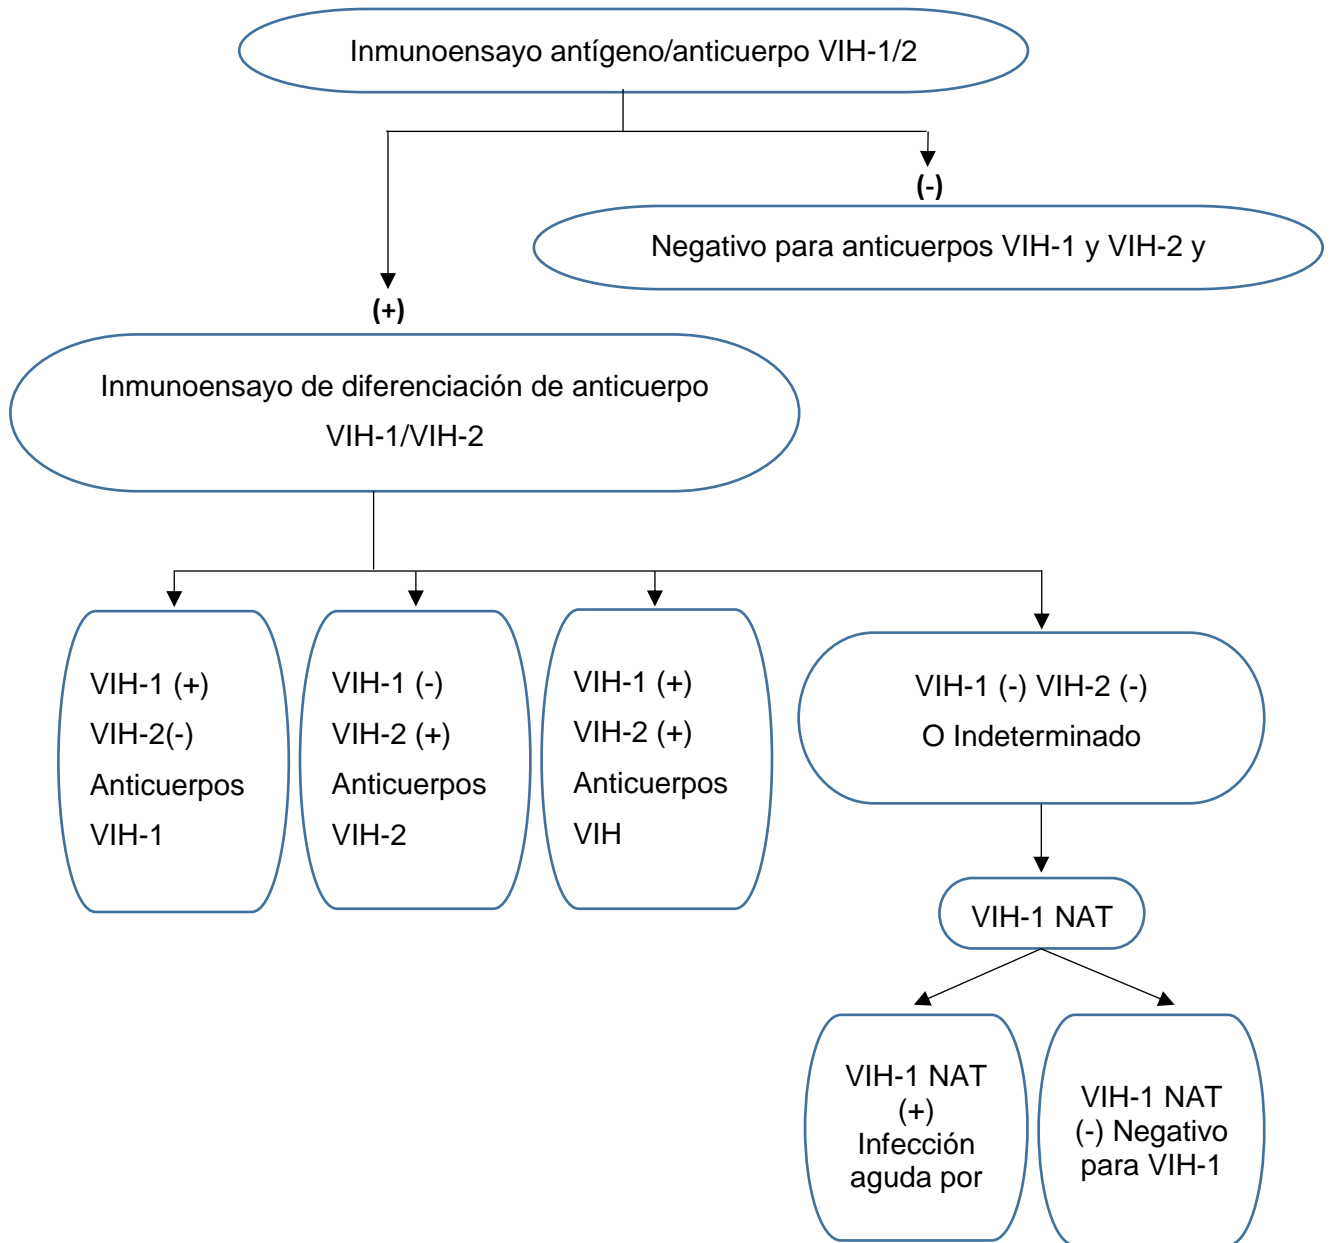 Inmunoensayo antígeno/anticuerpo VIH-1/2
(-)
Negativo para anticuerpos VIH-1 y VIH-2 y
(+)
Inmunoensayo de diferenciación de anticuerpo
VIH-1/VIH-2
VIH-1 (+)
VIH-2(-)
Anticuerpos
VIH-1
VIH-1 (-)
VIH-2 (+)
Anticuerpos
VIH-2
VIH-1 (+)
VIH-2 (+)
Anticuerpos
VIH
VIH-1 (-) VIH-2 (-)
O Indeterminado
VIH-1 NAT
VIH-1 NAT
(+)
Infección
aguda por
VIH-1 NAT
(-) Negativo
para VIH-1